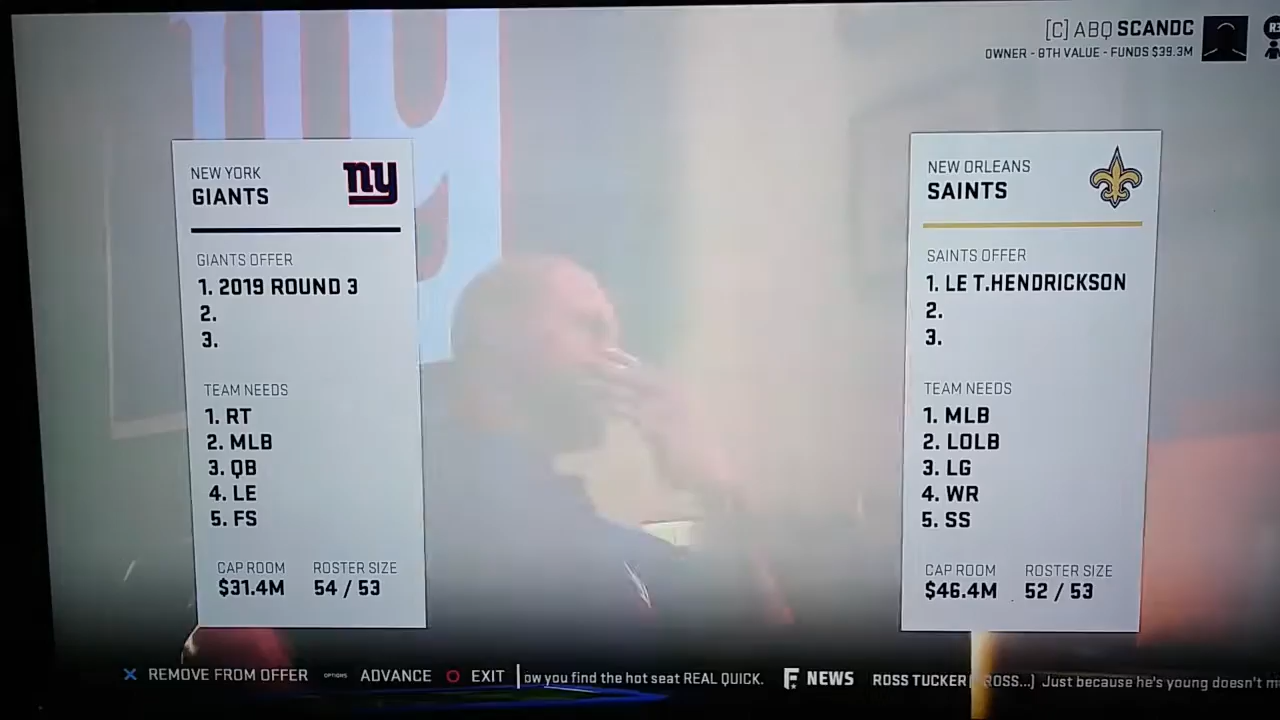 [C] ABQ SCANDC
OWNER - 8TH VALUE - FUNDS $39.3M
NEW YORK
GIANTS
ny
GIANTS OFFER
1. 2019 ROUND 3
2.
3.
TEAM NEEDS
1. RT
2. MLB
3. QB
4. LE
5. FS
CAP ROOM
$31.4M
ROSTER SIZE
54 / 53
NEW ORLEANS
SAINTS
SAINTS OFFER
1. LE T.HENDRICKSON
2.
3.
TEAM NEEDS
1. MLB
2. LOLB
3. LG
4. WR
5. SS
CAP ROOM
$46.4M
ROSTER SIZE
52 / 53
ny
REMOVE FROM OFFER
OPTIONS ADVANCE
EXIT
ow you find the hot seat REAL QUICK.
F NEWS
ROSS TUCKER
ROSS...) Just because he's young doesn't m